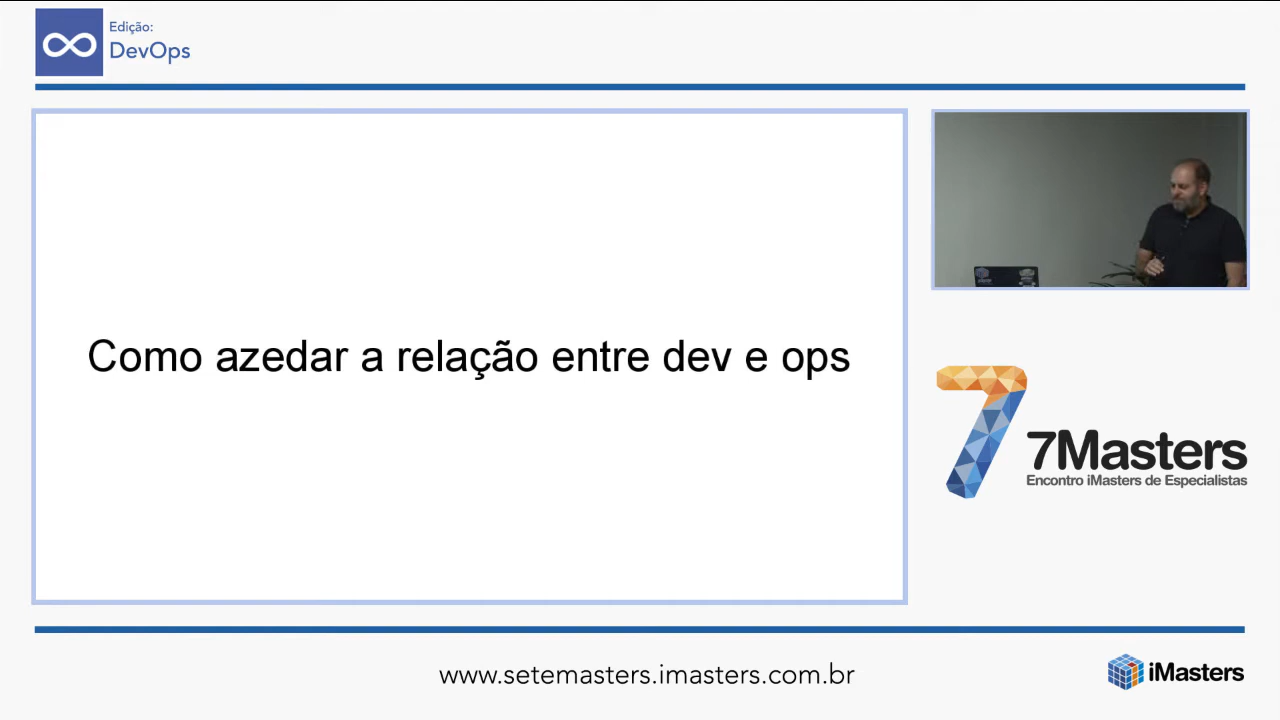 Edição:
DevOps
Como azedar a relação entre dev e ops
7Masters
Encontro iMasters de Especialistas
www.setemasters.imasters.com.br
iMasters